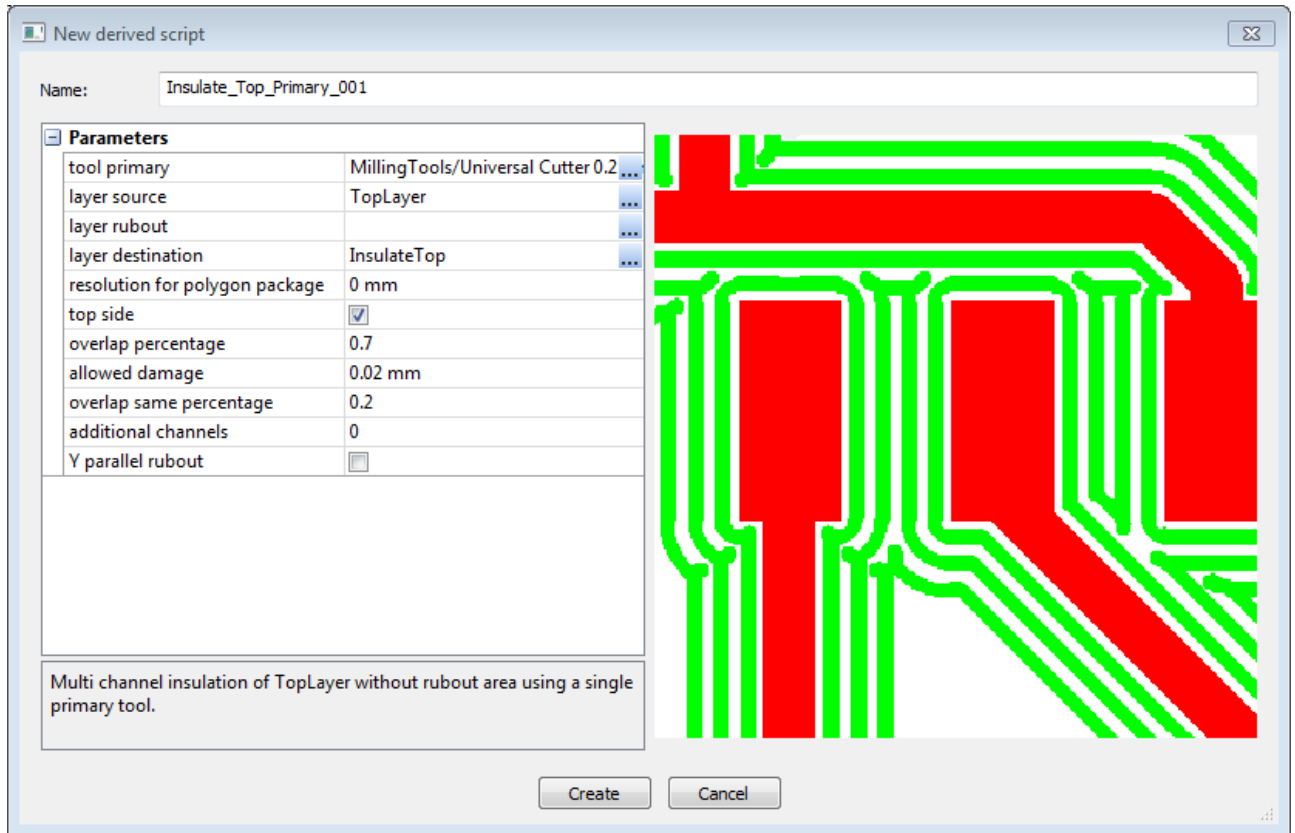 New derived script
Name: Insulate_Top_Primary_001
Parameters
tool primary MillingTools/Universal Cutter 0.2 ...
layer source TopLayer ...
layer rubout ...
layer destination InsulateTop ...
resolution for polygon package 0 mm
top side
overlap percentage 0.7
allowed damage 0.02 mm
overlap same percentage 0.2
additional channels 0
Y parallel rubout
Multi channel insulation of TopLayer without rubout area using a single
primary tool.
Create Cancel